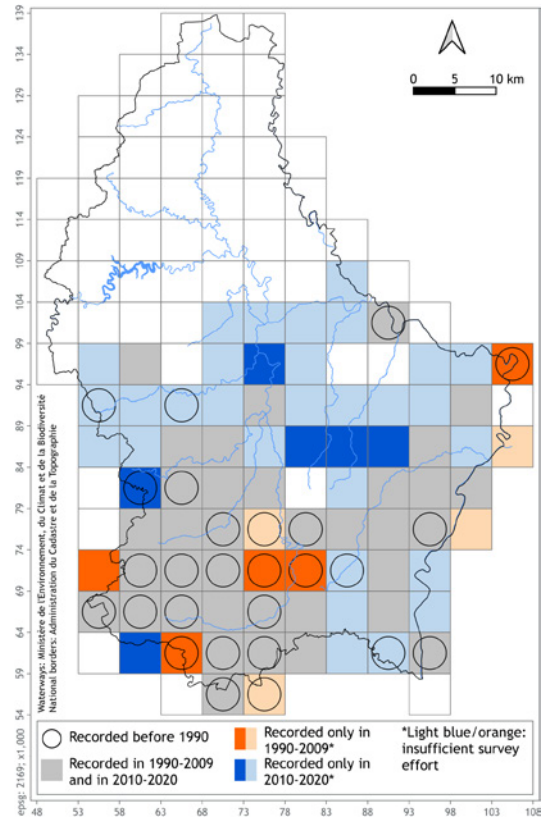 139
134
129
124
119
114
109
104
99
94
89
84
79
74
69
64
59
54
0 5 10 km
Waterways: Ministère de l'Environnement, du Climat et de la Biodiversité
National borders: Administration du Cadastre et de la Topographie
Recorded before 1990
Recorded in 1990-2009
and in 2010-2020
Recorded only in
1990-2009*
Recorded only in
2010-2020*
*Light blue/orange:
insufficient survey
effort
epsg: 2169; x1,000
48 53 58 63 68 73 78 83 88 93 98 103 108